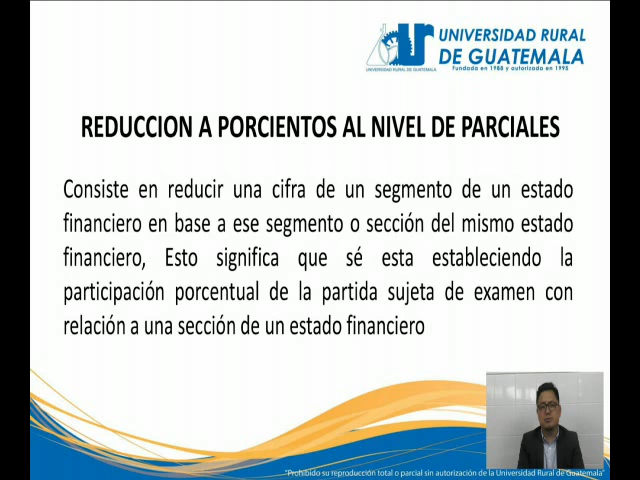 UNIVERSIDAD RURAL
DE GUATEMALA
Fundada en 1988 y autorizada en 1995
UNIVERSIDAD RURAL DE GUATEMALA
REDUCCION A PORCIENTOS AL NIVEL DE PARCIALES
Consiste en reducir una cifra de un segmento de un estado
financiero en base a ese segmento o sección del mismo estado
financiero, Esto significa que sé esta estableciendo la
participación porcentual de la partida sujeta de examen con
relación a una sección de un estado financiero
"Prohibido su reproducción total o parcial sin autorización de la Universidad Rural de Guatemala"